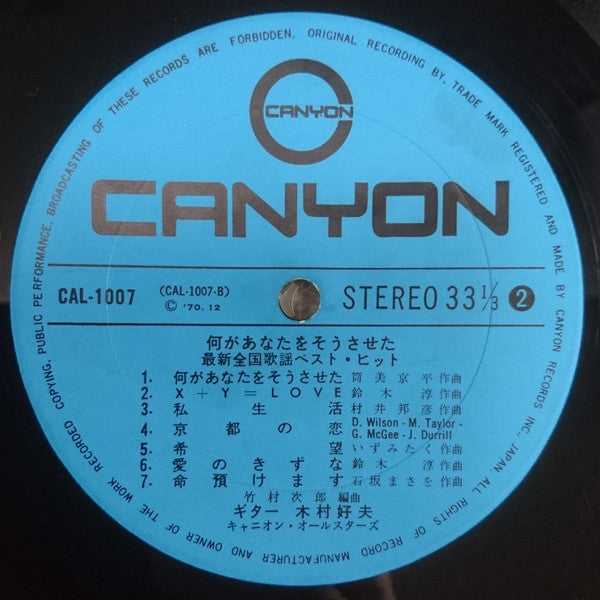 CANYON
CANYON
CAL-1007
(CAL-1007-B)
Ⓒ '70.12
STEREO 33 1/3 2
何があなたをそうさせた
最新全国歌謡ベスト・ヒット
1. 何があなたをそうさせた 筒美京平作曲
2. X+Y=LOVE 鈴木 淳作曲
3. 私生活 村井邦彦作曲
4. 京都の恋 D. Wilson - M. Taylor - G. McGee - J. Durrill
5. 希望 いずみたく作曲
6. 愛のきずな 鈴木 淳作曲
7. 命預けます 石坂まさを作曲
竹村次郎 編曲
ギター 木村好夫
キャニオン・オールスターズ
ALL RIGHTS OF RECORD MANUFACTURER AND OWNER OF THE WORK RECORDED COPYING, PUBLIC PERFORMANCE, BROADCASTING OF THESE RECORDS ARE FORBIDDEN. ORIGINAL RECORDING BY, TRADE MARK REGISTERED AND MADE BY CANYON RECORDS INC. JAPAN